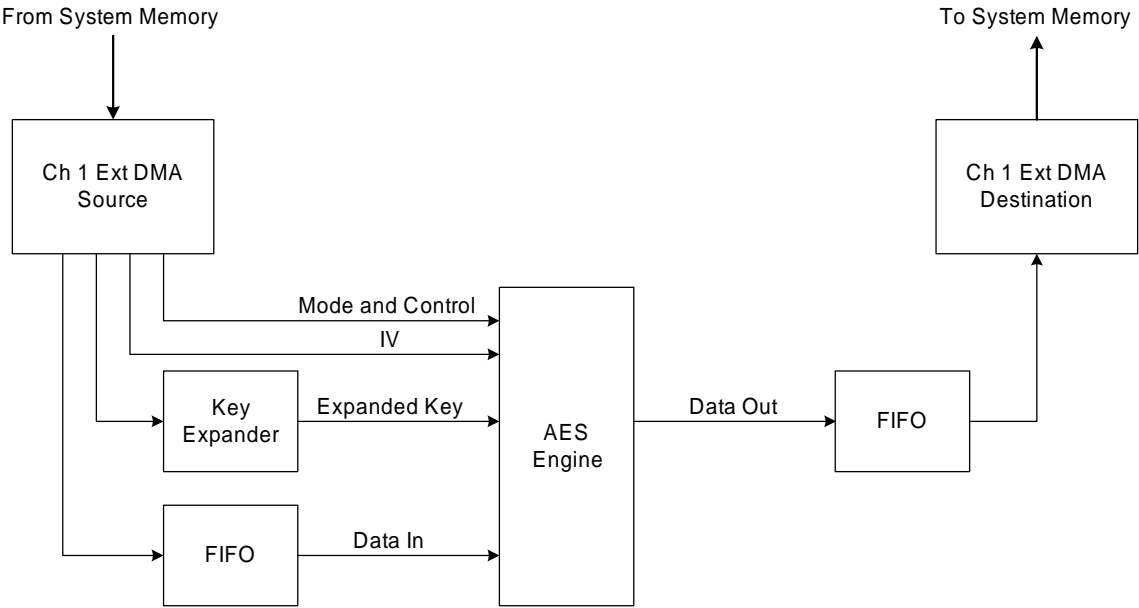 From System Memory
To System Memory
Ch 1 Ext DMA
Source
Ch 1 Ext DMA
Destination
Mode and Control
IV
Key
Expander
Expanded Key
AES
Engine
Data Out
FIFO
FIFO
Data In